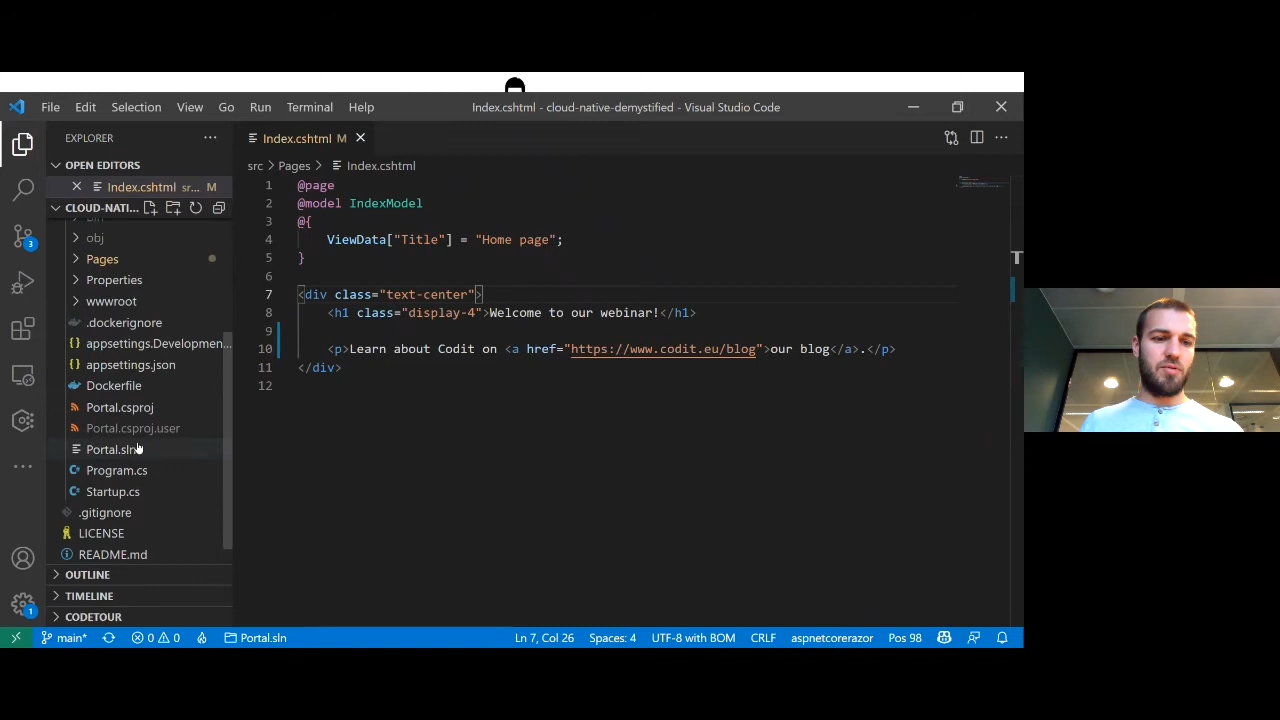 File Edit Selection View Go Run Terminal Help
Index.cshtml - cloud-native-demystified - Visual Studio Code
EXPLORER
OPEN EDITORS
Index.cshtml sr... M
CLOUD-NATI...
bin
obj
Pages
Properties
wwwroot
.dockerignore
appsettings.Developmen...
appsettings.json
Dockerfile
Portal.csproj
Portal.csproj.user
Portal.sln
Program.cs
Startup.cs
.gitignore
LICENSE
README.md
OUTLINE
TIMELINE
CODETOUR
3
1
Index.cshtml M
src > Pages > Index.cshtml
1 @page
2 @model IndexModel
3 @{
4 ViewData["Title"] = "Home page";
5 }
6
7 <div class="text-center">
8 <h1 class="display-4">Welcome to our webinar!</h1>
9
10 <p>Learn about Codit on <a href="https://www.codit.eu/blog">our blog</a>.</p>
11 </div>
12
T
main* 0 0 Portal.sln Ln 7, Col 26 Spaces: 4 UTF-8 with BOM CRLF aspnetcorerazor Pos 98